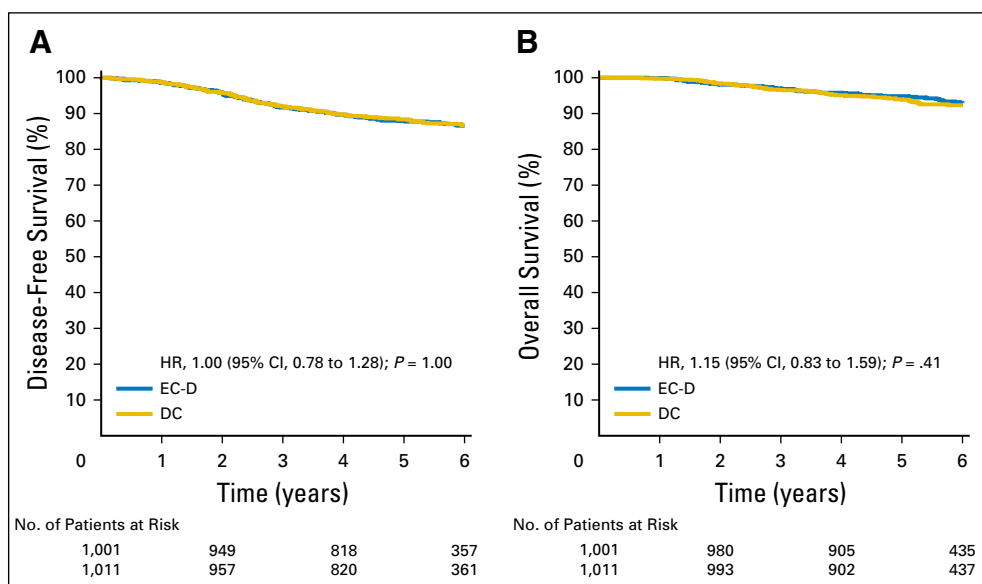 A
Disease-Free Survival (%)
100
90
80
70
60
50
40
30
20
10
0
HR, 1.00 (95% CI, 0.78 to 1.28); P = 1.00
EC-D
DC
1 2 3 4 5 6
Time (years)
No. of Patients at Risk
1,001 949 818 357
1,011 957 820 361
B
Overall Survival (%)
100
90
80
70
60
50
40
30
20
10
0
HR, 1.15 (95% CI, 0.83 to 1.59); P = .41
EC-D
DC
1 2 3 4 5 6
Time (years)
No. of Patients at Risk
1,001 980 905 435
1,011 993 902 437